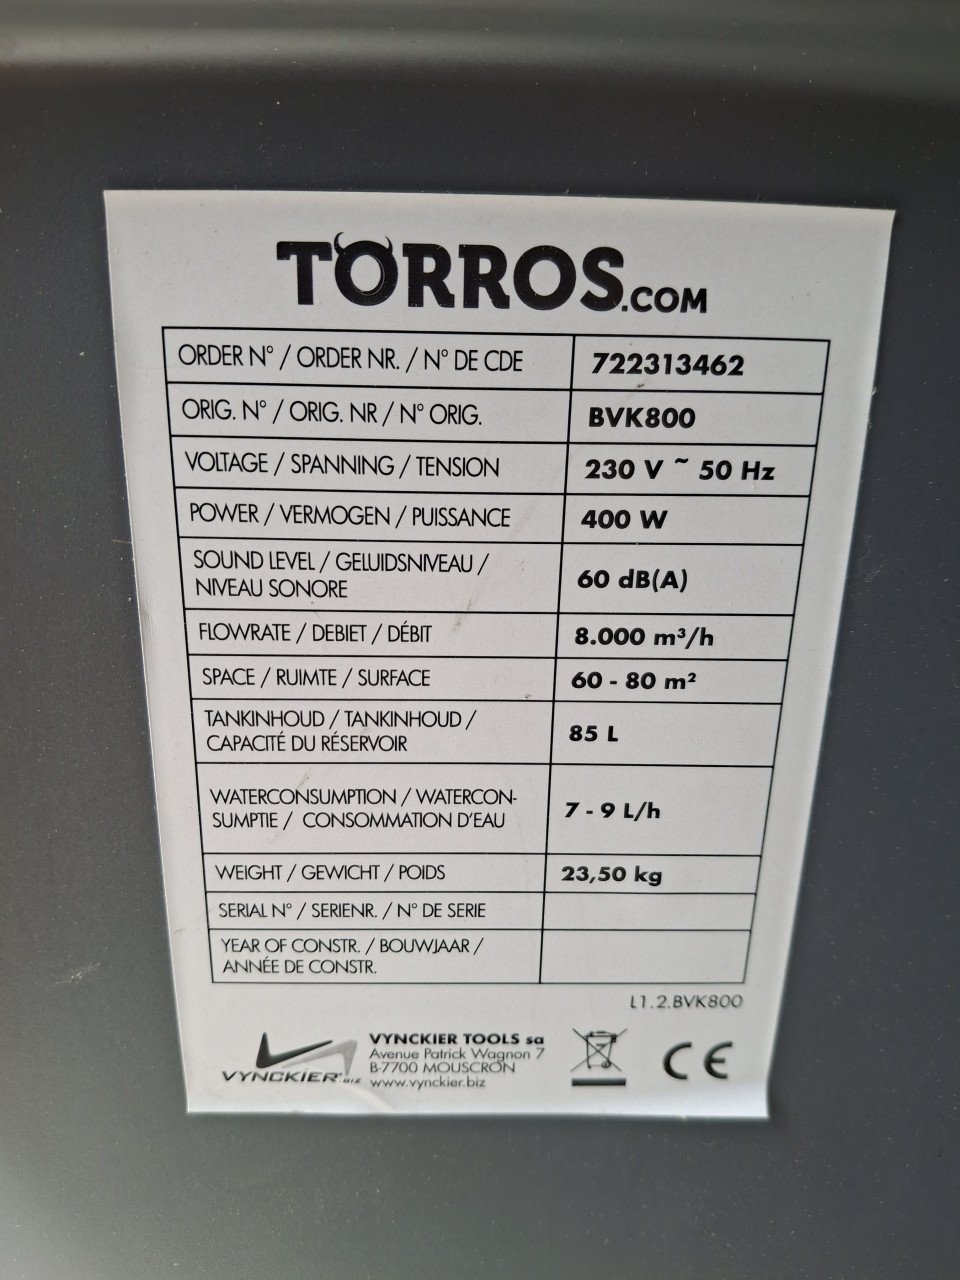 TORROS.COM
ORDER N° / ORDER NR. / N° DE CDE 722313462
ORIG. N° / ORIG. NR / N° ORIG. BVK800
VOLTAGE / SPANNING / TENSION 230 V ~ 50 Hz
POWER / VERMOGEN / PUISSANCE 400 W
SOUND LEVEL / GELUIDSNIVEAU /
NIVEAU SONORE 60 dB(A)
FLOWRATE / DEBIET / DÉBIT 8.000 m³/h
SPACE / RUIMTE / SURFACE 60 - 80 m²
TANKINHOUD / TANKINHOUD /
CAPACITÉ DU RÉSERVOIR 85 L
WATERCONSUMPTION / WATERCON-
SUMPTIE / CONSOMMATION D'EAU 7 - 9 L/h
WEIGHT / GEWICHT / POIDS 23,50 kg
SERIAL N° / SERIENR. / N° DE SERIE
YEAR OF CONSTR. / BOUWJAAR /
ANNÉE DE CONSTR.
L1.2.BVK800
VYNCKIER.BIZ
VYNCKIER TOOLS sa
Avenue Patrick Wagnon 7
B-7700 MOUSCRON
www.vynckier.biz
CE